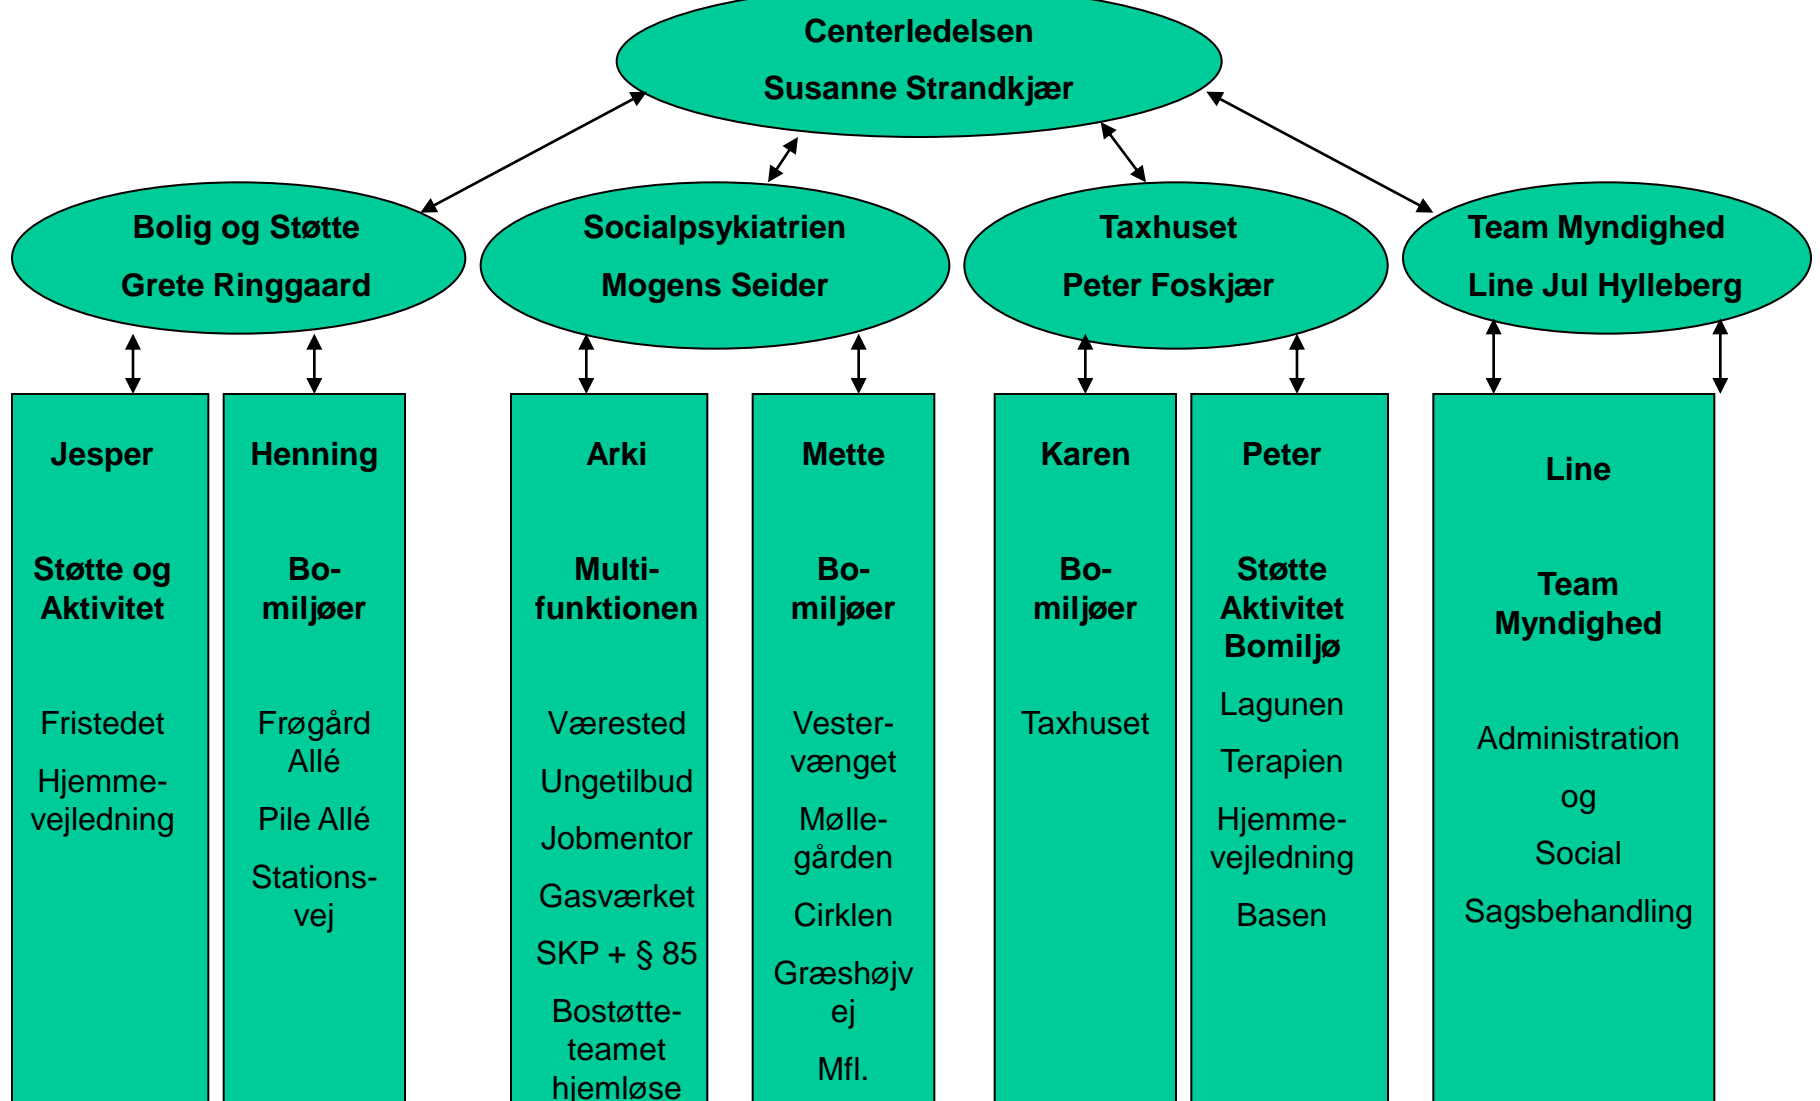 Centerledelsen
Susanne Strandkjær
Bolig og Støtte
Grete Ringgaard
Socialpsykiatrien
Mogens Seider
Taxhuset
Peter Foskjær
Team Myndighed
Line Jul Hylleberg
Jesper
Støtte og
Aktivitet
Fristedet
Hjemme-
vejledning
Henning
Bo-
miljøer
Frøgård
Allé
Pile Allé
Stations-
vej
Arki
Multi-
funktionen
Værested
Ungetilbud
Jobmentor
Gasværket
SKP + § 85
Bostøtte-
teamet
hjemløse
Mette
Bo-
miljøer
Vester-
vænget
Mølle-
gården
Cirklen
Græshøjv
ej
Mfl.
Karen
Bo-
miljøer
Taxhuset
Peter
Støtte
Aktivitet
Bomiljø
Lagunen
Terapien
Hjemme-
vejledning
Basen
Line
Team
Myndighed
Administration
og
Social
Sagsbehandling